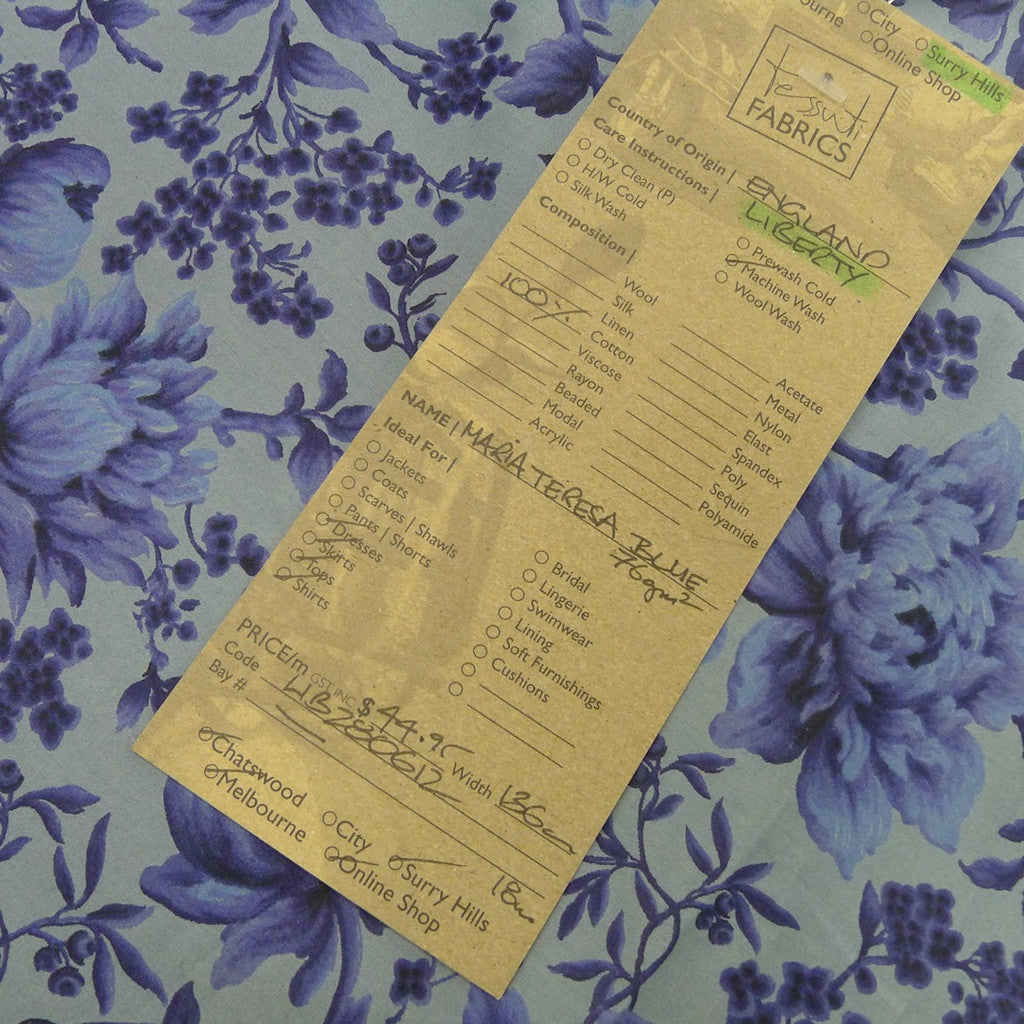 ourne
City
Surry Hills
Online Shop
Tessuti
FABRICS
Country of Origin | ENGLAND
Care Instructions | LIBERTY
Dry Clean (P)
H/W Cold
Silk Wash
Prewash Cold
Machine Wash
Wool Wash
Composition |
Wool
Silk
Linen
100% Cotton
Viscose
Rayon
Beaded
Modal
Acrylic
Acetate
Metal
Nylon
Elast
Spandex
Poly
Sequin
Polyamide
NAME | MARIA TERESA BLUE
76gm2
Ideal For |
Jackets
Coats
Scarves | Shawls
Pants | Shorts
Dresses
Skirts
Tops
Shirts
Bridal
Lingerie
Swimwear
Lining
Soft Furnishings
Cushions
PRICE/m GST INC $44.95 Width 136c
Code LIB280612
Bay #
18m
Chatswood
Melbourne
City
Surry Hills
Online Shop